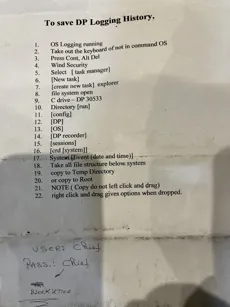 To save DP Logging History.
1. OS Logging running
2. Take out the keyboard of not in command OS
3. Press Cont, Alt Del
4. Wind Security
5. Select [ task manager]
6. [New task]
7. [create new task] explorer
8. file system open
9. C drive – DP 30533
10. Directory [run]
11. [config]
12. [DP]
13. [OS]
14. [DP recorder]
15. [sessions]
16. [crd [system]]
17. System [Event (date and time)]
18. Take all file structure below system
19. copy to Temp Directory
20. or copy to Root
21. NOTE ( Copy do not left click and drag)
22. right click and drag given options when dropped.
USER: Chief
PASS: Chief